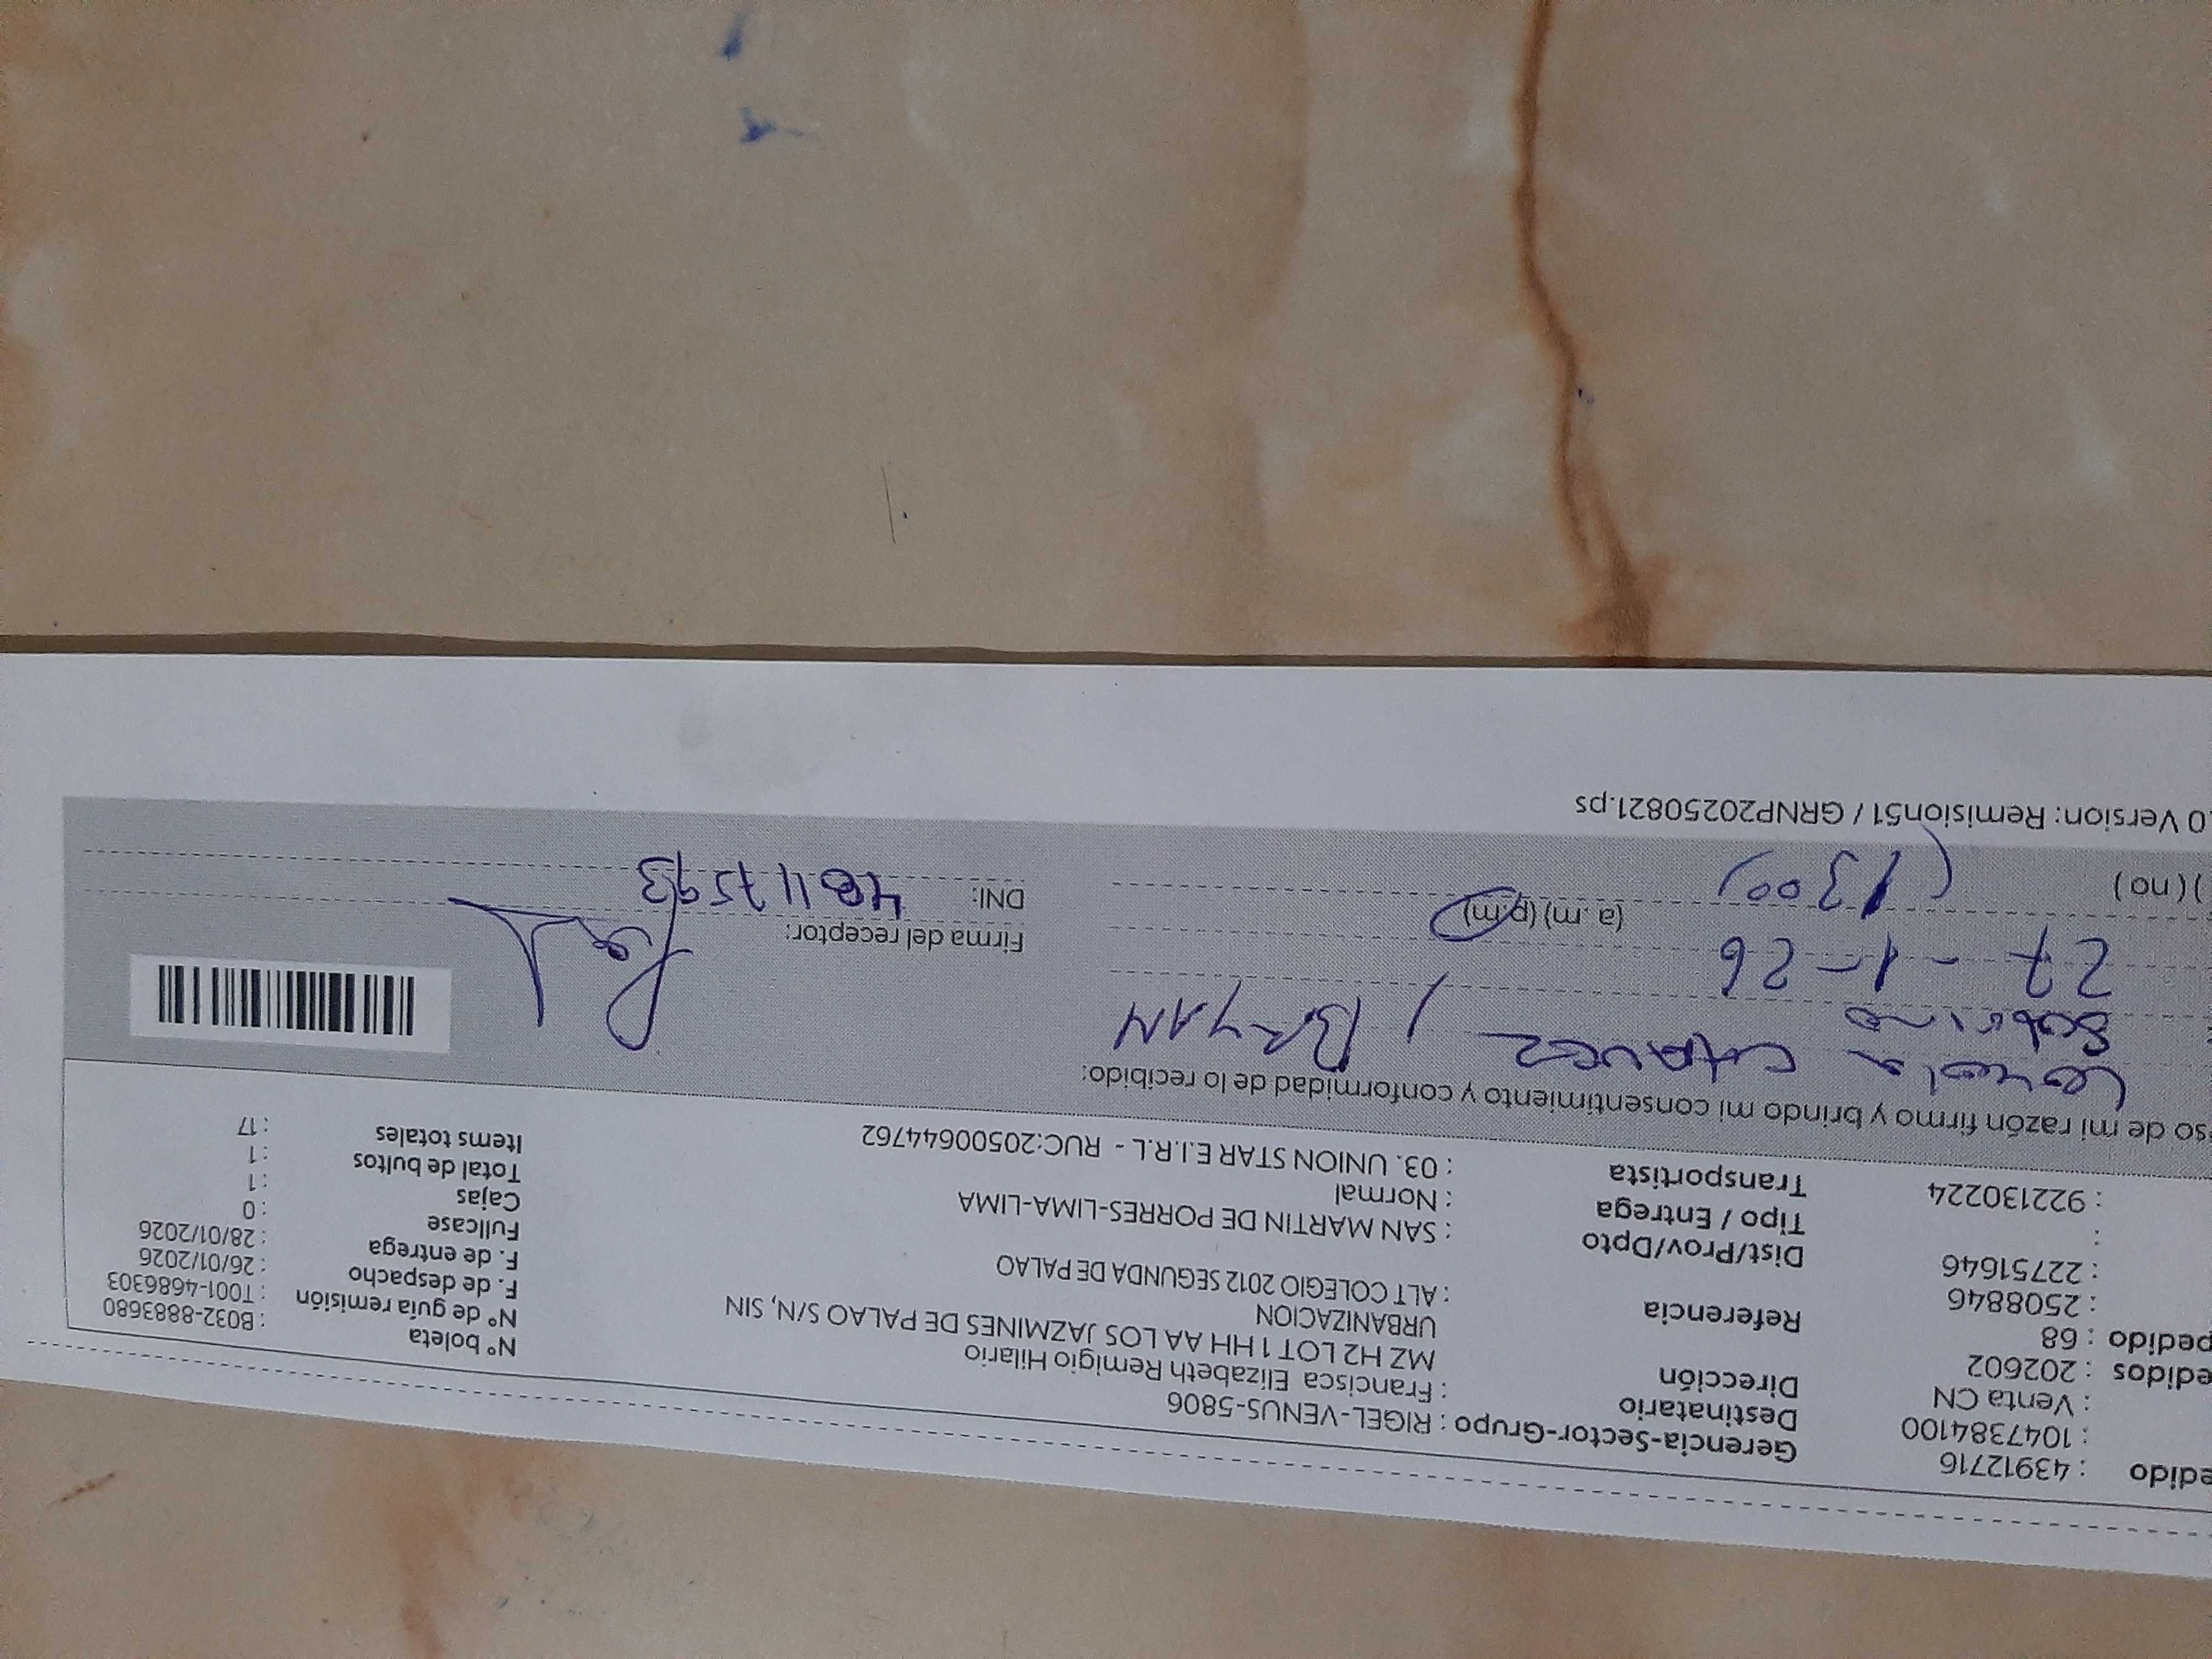 edido : 43912716
: 1047384100
: Venta CN
edidos : 202602
pedido : 68
: 2508846
: 22751646
:
: 922130224
Gerencia-Sector-Grupo : RIGEL-VENUS-5806
Destinatario : Francisca Elizabeth Remigio Hilario
Dirección MZ H2 LOT 1 HH AA LOS JAZMINES DE PALAO S/N, SIN
URBANIZACION
Referencia : ALT COLEGIO 2012 SEGUNDA DE PALAO
Dist/Prov/Dpto : SAN MARTIN DE PORRES-LIMA-LIMA
Tipo / Entrega : Normal
Transportista : 03. UNION STAR E.I.R.L - RUC:20500644762
N° boleta : B032-8883680
N° de guía remisión : T001-4686303
F. de despacho : 26/01/2026
F. de entrega : 28/01/2026
Fullcase : 0
Cajas : 1
Total de bultos : 1
Items totales : 17
so de mi razón firmo y brindo mi consentimiento y conformidad de lo recibido:
CHAVEZ / BRYAN
Sobrino
27 - 1 - 26
(a.m) (p.m)
) (no) (1300)
Firma del receptor:
DNI: 48117593
.0 Version: Remision51 / GRNP20250821.ps